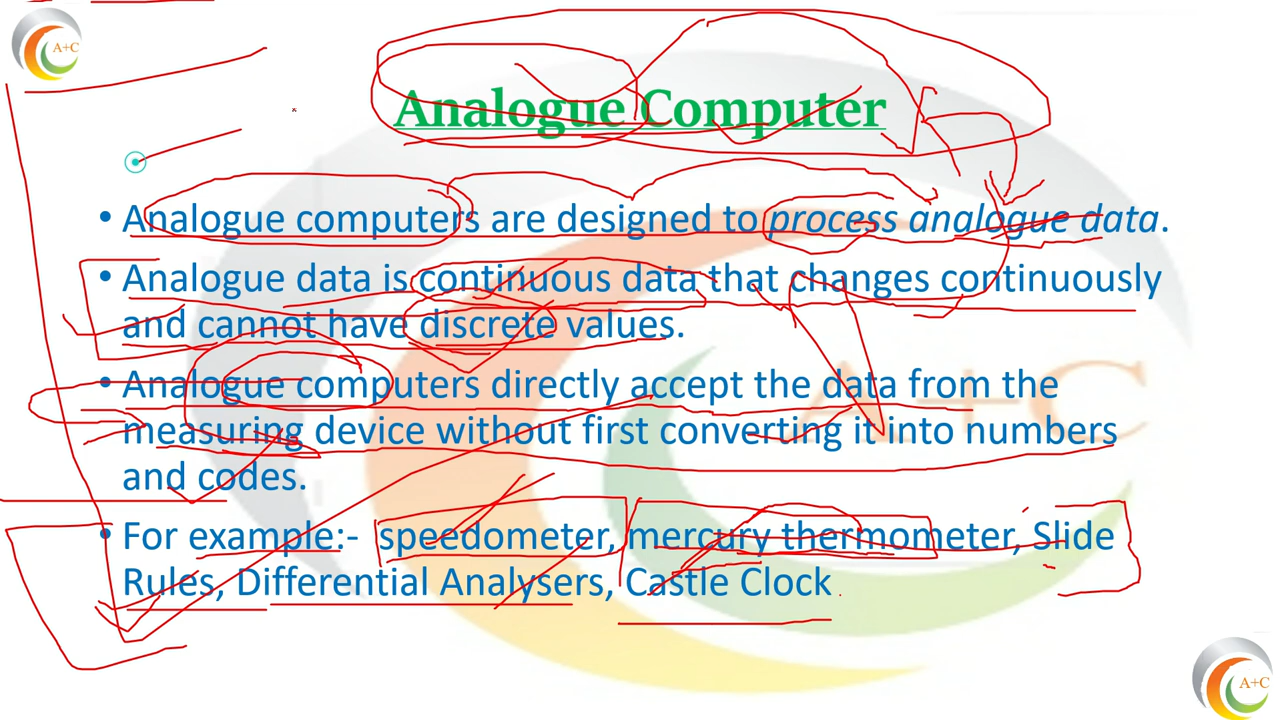 A+C
Analogue Computer
• Analogue computers are designed to process analogue data.
• Analogue data is continuous data that changes continuously
and cannot have discrete values.
• Analogue computers directly accept the data from the
measuring device without first converting it into numbers
and codes.
• For example:- speedometer, mercury thermometer, Slide
Rules, Differential Analysers, Castle Clock
A+C
A+C